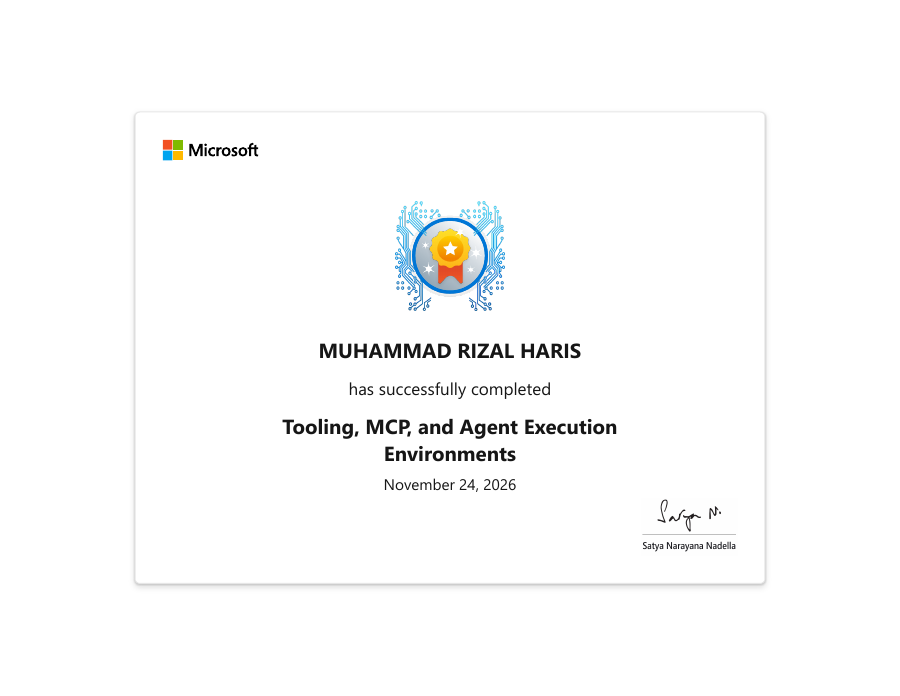 Microsoft
MUHAMMAD RIZAL HARIS
has successfully completed
Tooling, MCP, and Agent Execution
Environments
November 24, 2026
Satya N.
Satya Narayana Nadella